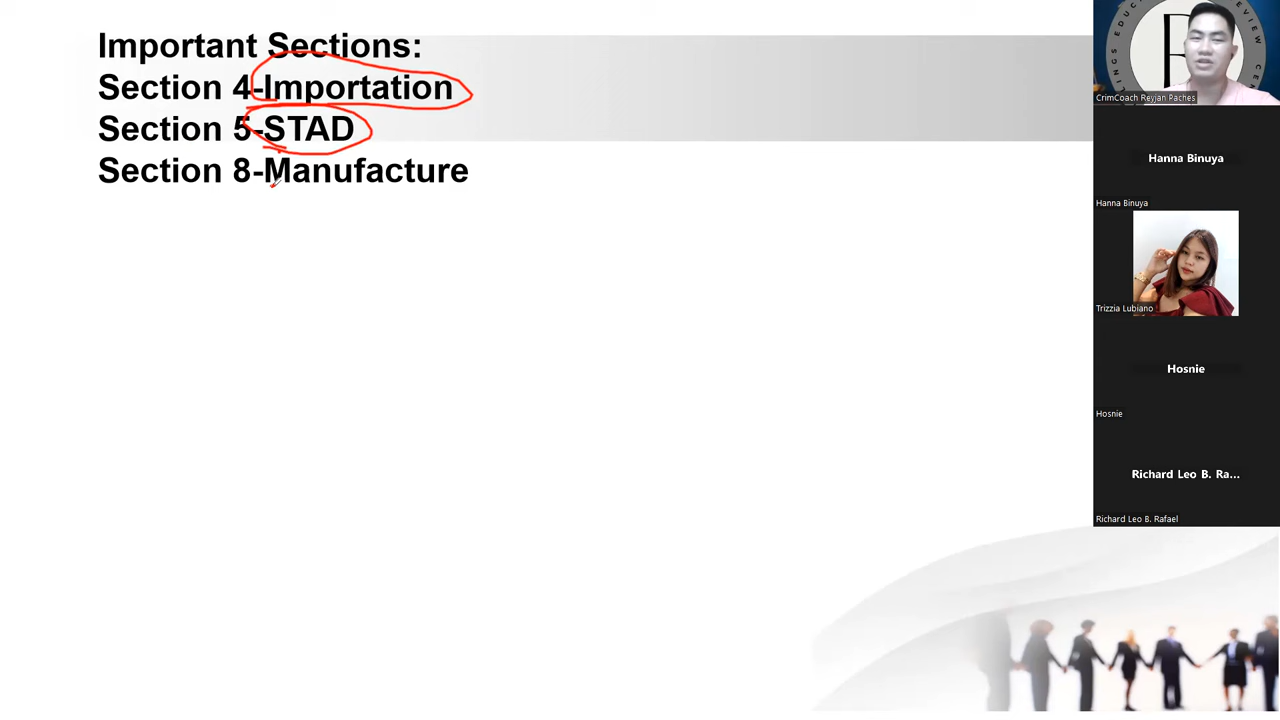 Important Sections:
Section 4-Importation
Section 5-STAD
Section 8-Manufacture
CrimCoach Reyjan Paches
Hanna Binuya
Hanna Binuya
Trizzia Lubiano
Hosnie
Hosnie
Richard Leo B. Ra...
Richard Leo B. Rafael